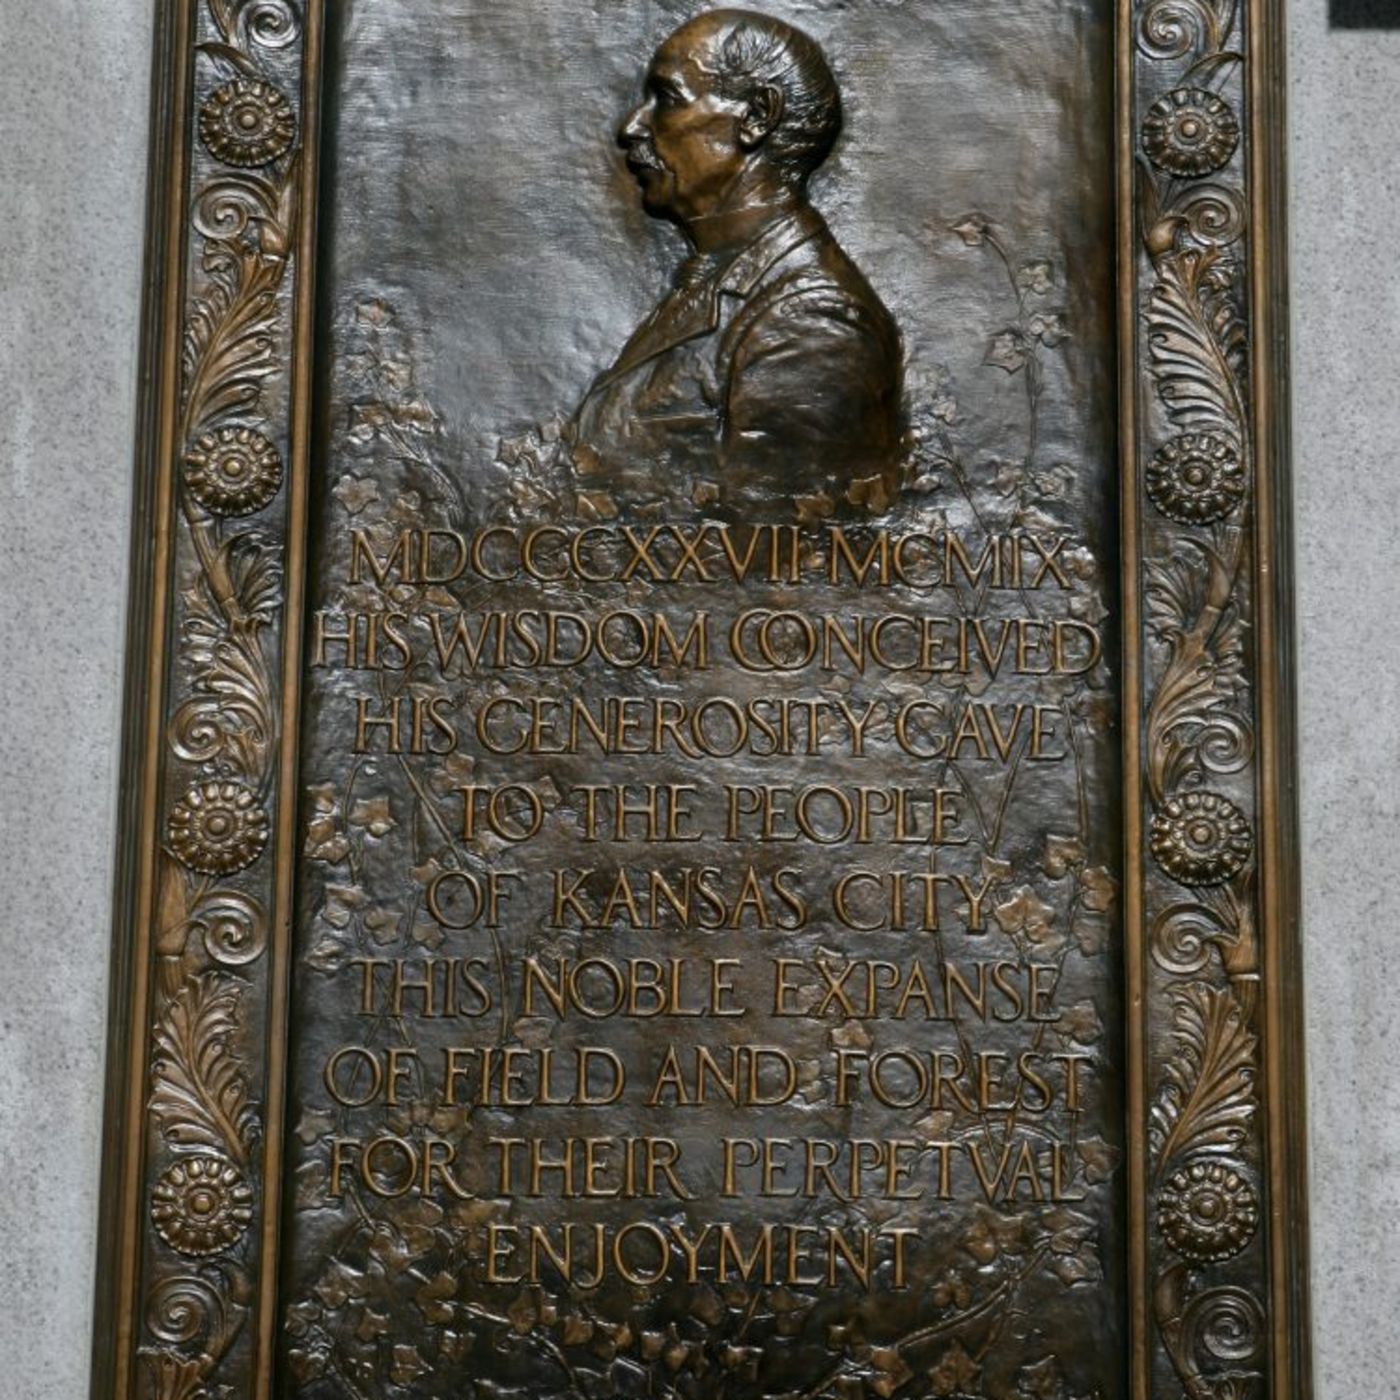 MDCCCXXVII MCMIX
HIS WISDOM CONCEIVED
HIS GENEROSITY GAVE
TO THE PEOPLE
OF KANSAS CITY
THIS NOBLE EXPANSE
OF FIELD AND FOREST
FOR THEIR PERPETVAL
ENJOYMENT